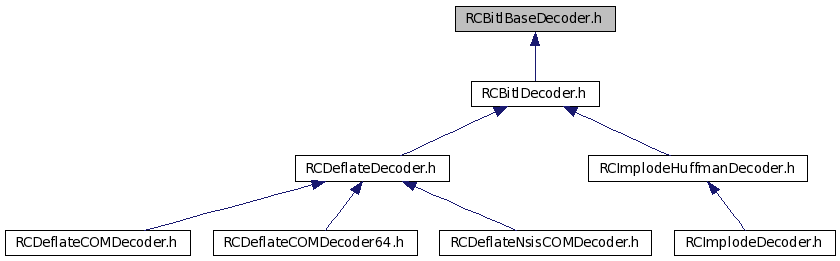 RCBitlBaseDecoder.h
RCBitlDecoder.h
RCDeflateDecoder.h
RCImplodeHuffmanDecoder.h
RCDeflateCOMDecoder.h
RCDeflateCOMDecoder64.h
RCDeflateNsisCOMDecoder.h
RCImplodeDecoder.h